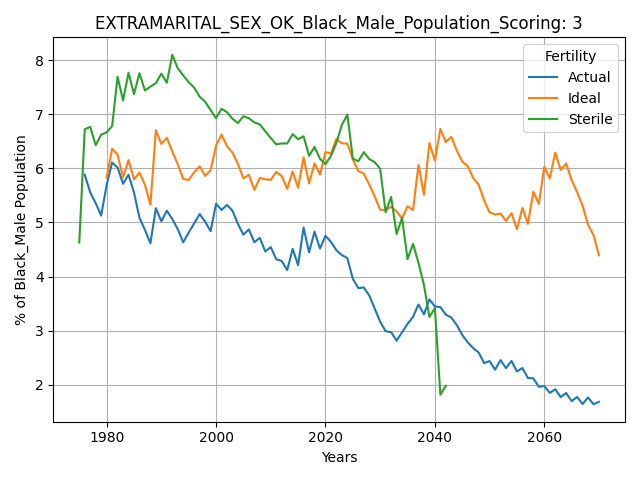 EXTRAMARITAL_SEX_OK_Black_Male_Population_Scoring: 3
Fertility
Actual
Ideal
Sterile
% of Black_Male Population
8
7
6
5
4
3
2
1980 2000 2020 2040 2060
Years